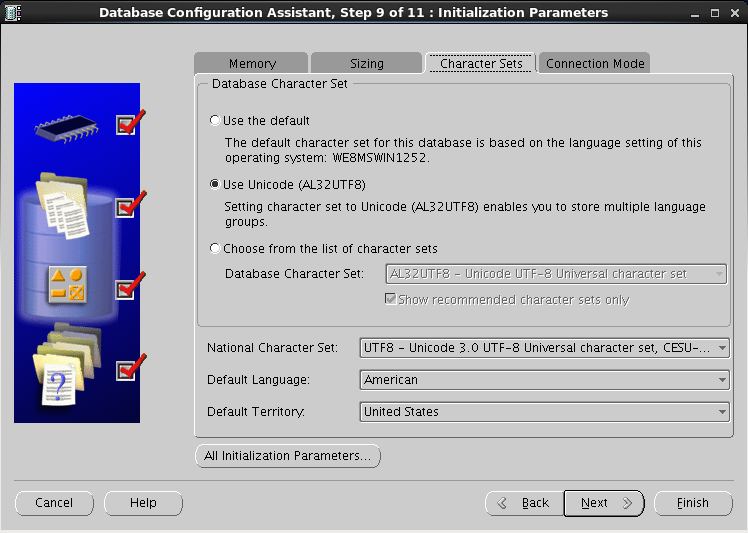 Database Configuration Assistant, Step 9 of 11 : Initialization Parameters
Memory
Sizing
Character Sets
Connection Mode
Database Character Set
Use the default
The default character set for this database is based on the language setting of this
operating system: WE8MSWIN1252.
Use Unicode (AL32UTF8)
Setting character set to Unicode (AL32UTF8) enables you to store multiple language
groups.
Choose from the list of character sets
Database Character Set:
AL32UTF8 - Unicode UTF-8 Universal character set
Show recommended character sets only
National Character Set:
UTF8 - Unicode 3.0 UTF-8 Universal character set, CESU-...
Default Language:
American
Default Territory:
United States
?
All Initialization Parameters...
Cancel
Help
Back
Next
Finish